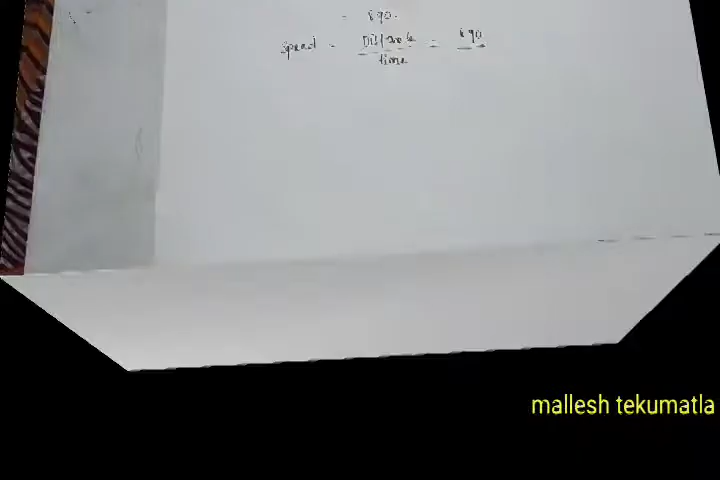 = 890.
Speed = Distance / time = 890
mallesh tekumatla